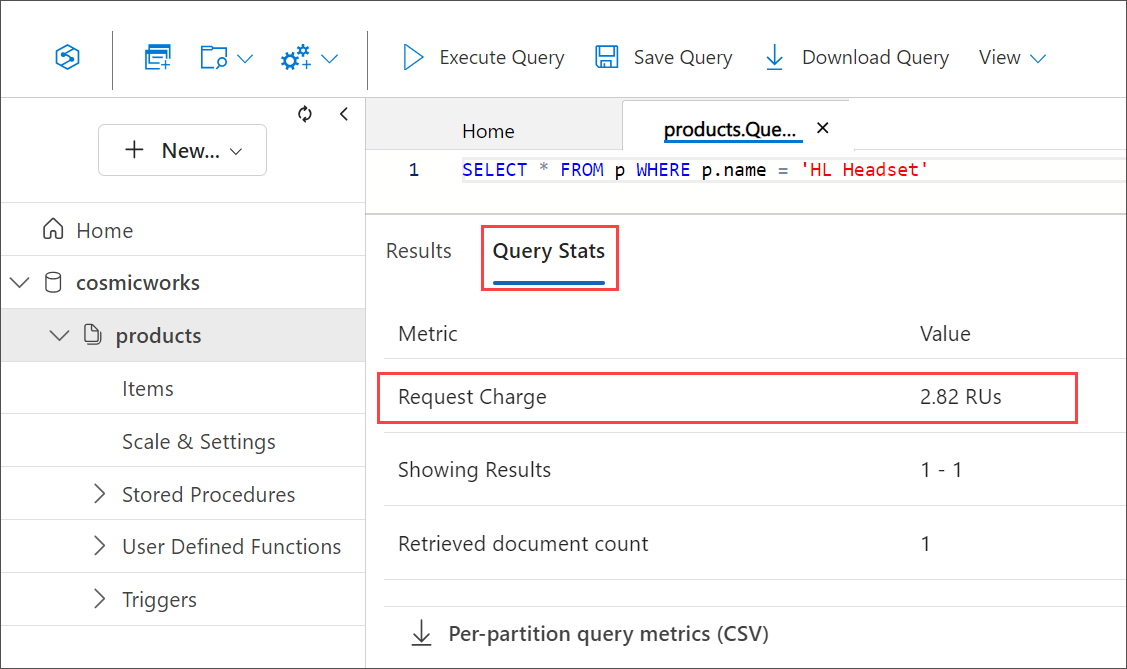 Execute Query Save Query Download Query View
New...
Home products.Que...
1 SELECT * FROM p WHERE p.name = 'HL Headset'
Home
cosmicworks
products
Items
Scale & Settings
Stored Procedures
User Defined Functions
Triggers
Results Query Stats
Metric Value
Request Charge 2.82 RUs
Showing Results 1 - 1
Retrieved document count 1
Per-partition query metrics (CSV)